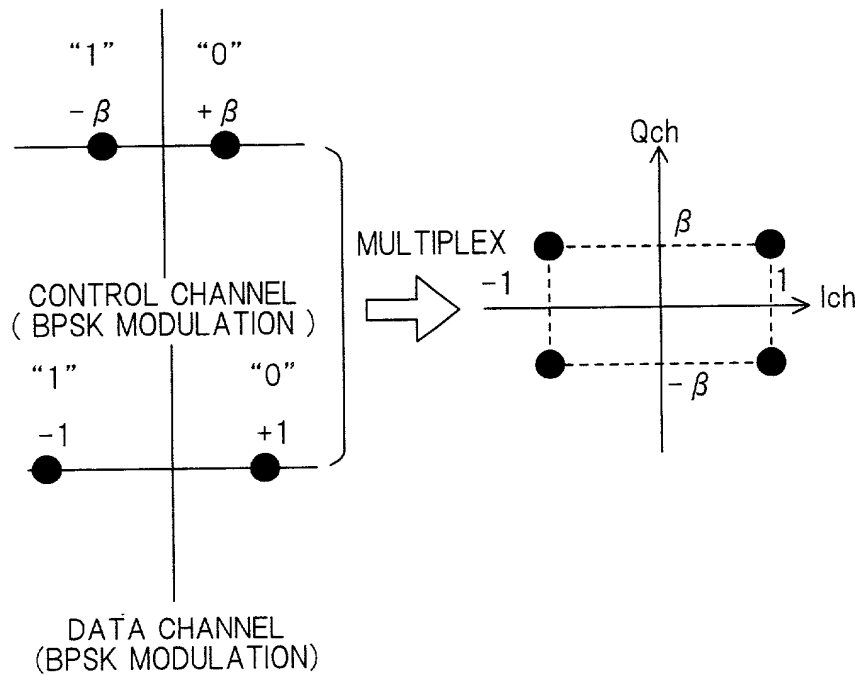 “1” “0”
-β +β
CONTROL CHANNEL
( BPSK MODULATION )
“1” “0”
-1 +1
DATA CHANNEL
(BPSK MODULATION)
MULTIPLEX
Qch
β
-1 1 Ich
-β